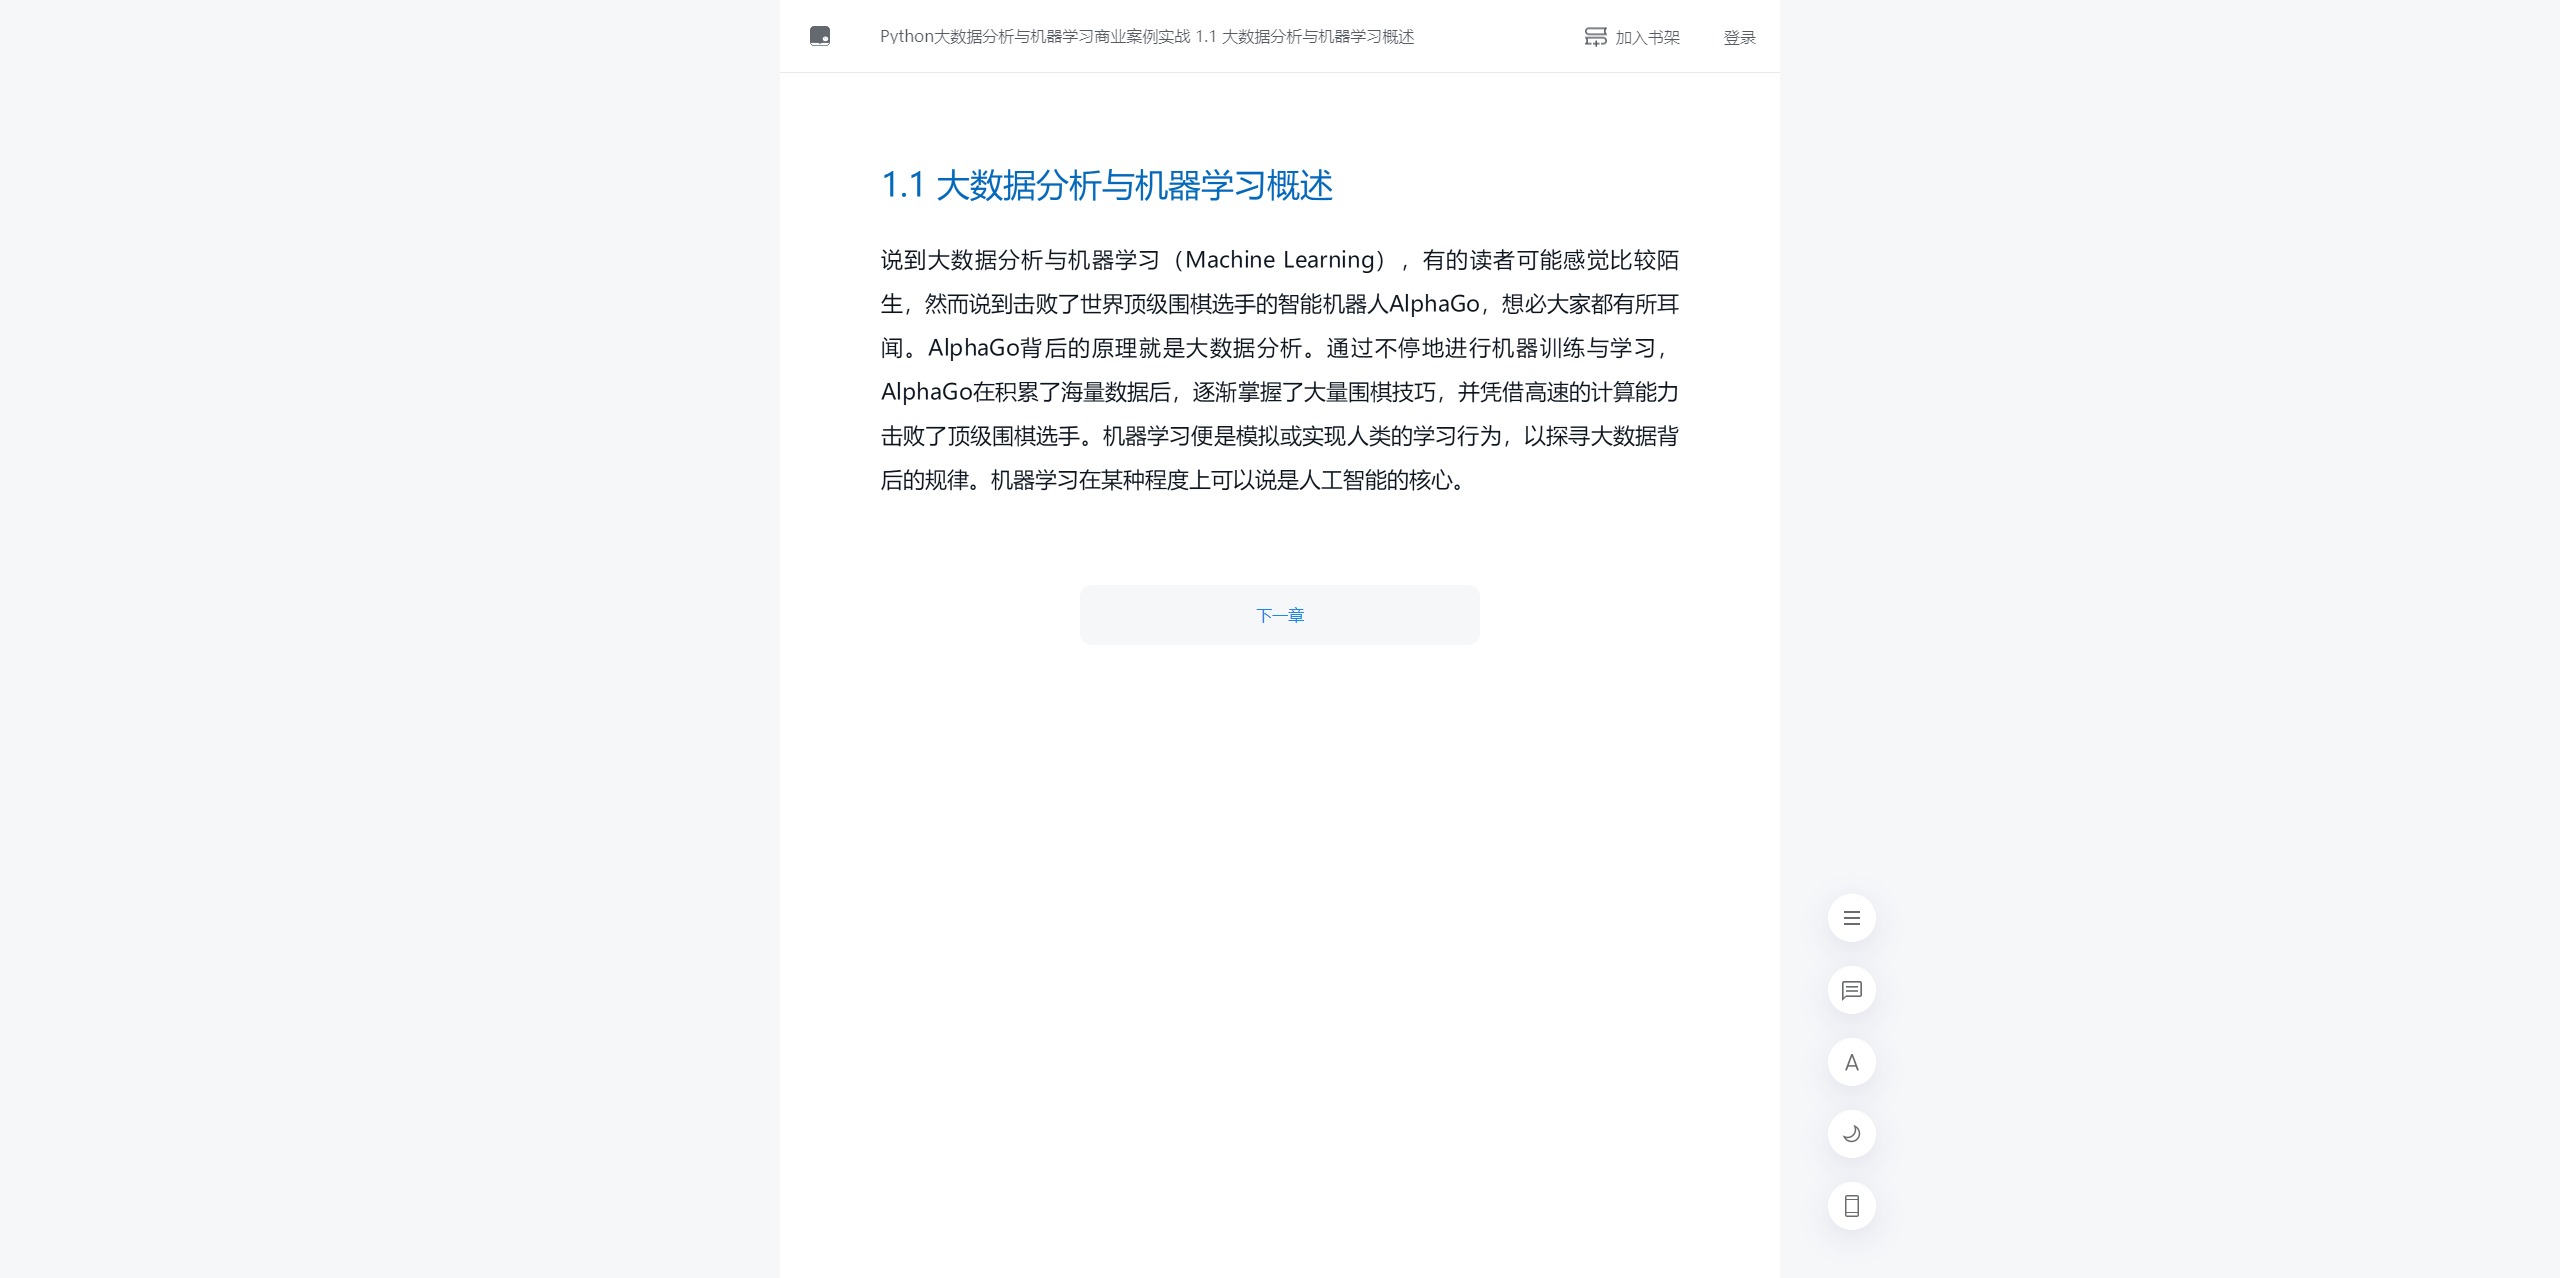 Python大数据分析与机器学习商业案例实战 1.1 大数据分析与机器学习概述
加入书架
登录
1.1 大数据分析与机器学习概述
说到大数据分析与机器学习（Machine Learning），有的读者可能感觉比较陌
生，然而说到击败了世界顶级围棋选手的智能机器人AlphaGo，想必大家都有所耳
闻。AlphaGo背后的原理就是大数据分析。通过不停地进行机器训练与学习，
AlphaGo在积累了海量数据后，逐渐掌握了大量围棋技巧，并凭借高速的计算能力
击败了顶级围棋选手。机器学习便是模拟或实现人类的学习行为，以探寻大数据背
后的规律。机器学习在某种程度上可以说是人工智能的核心。
下一章
A